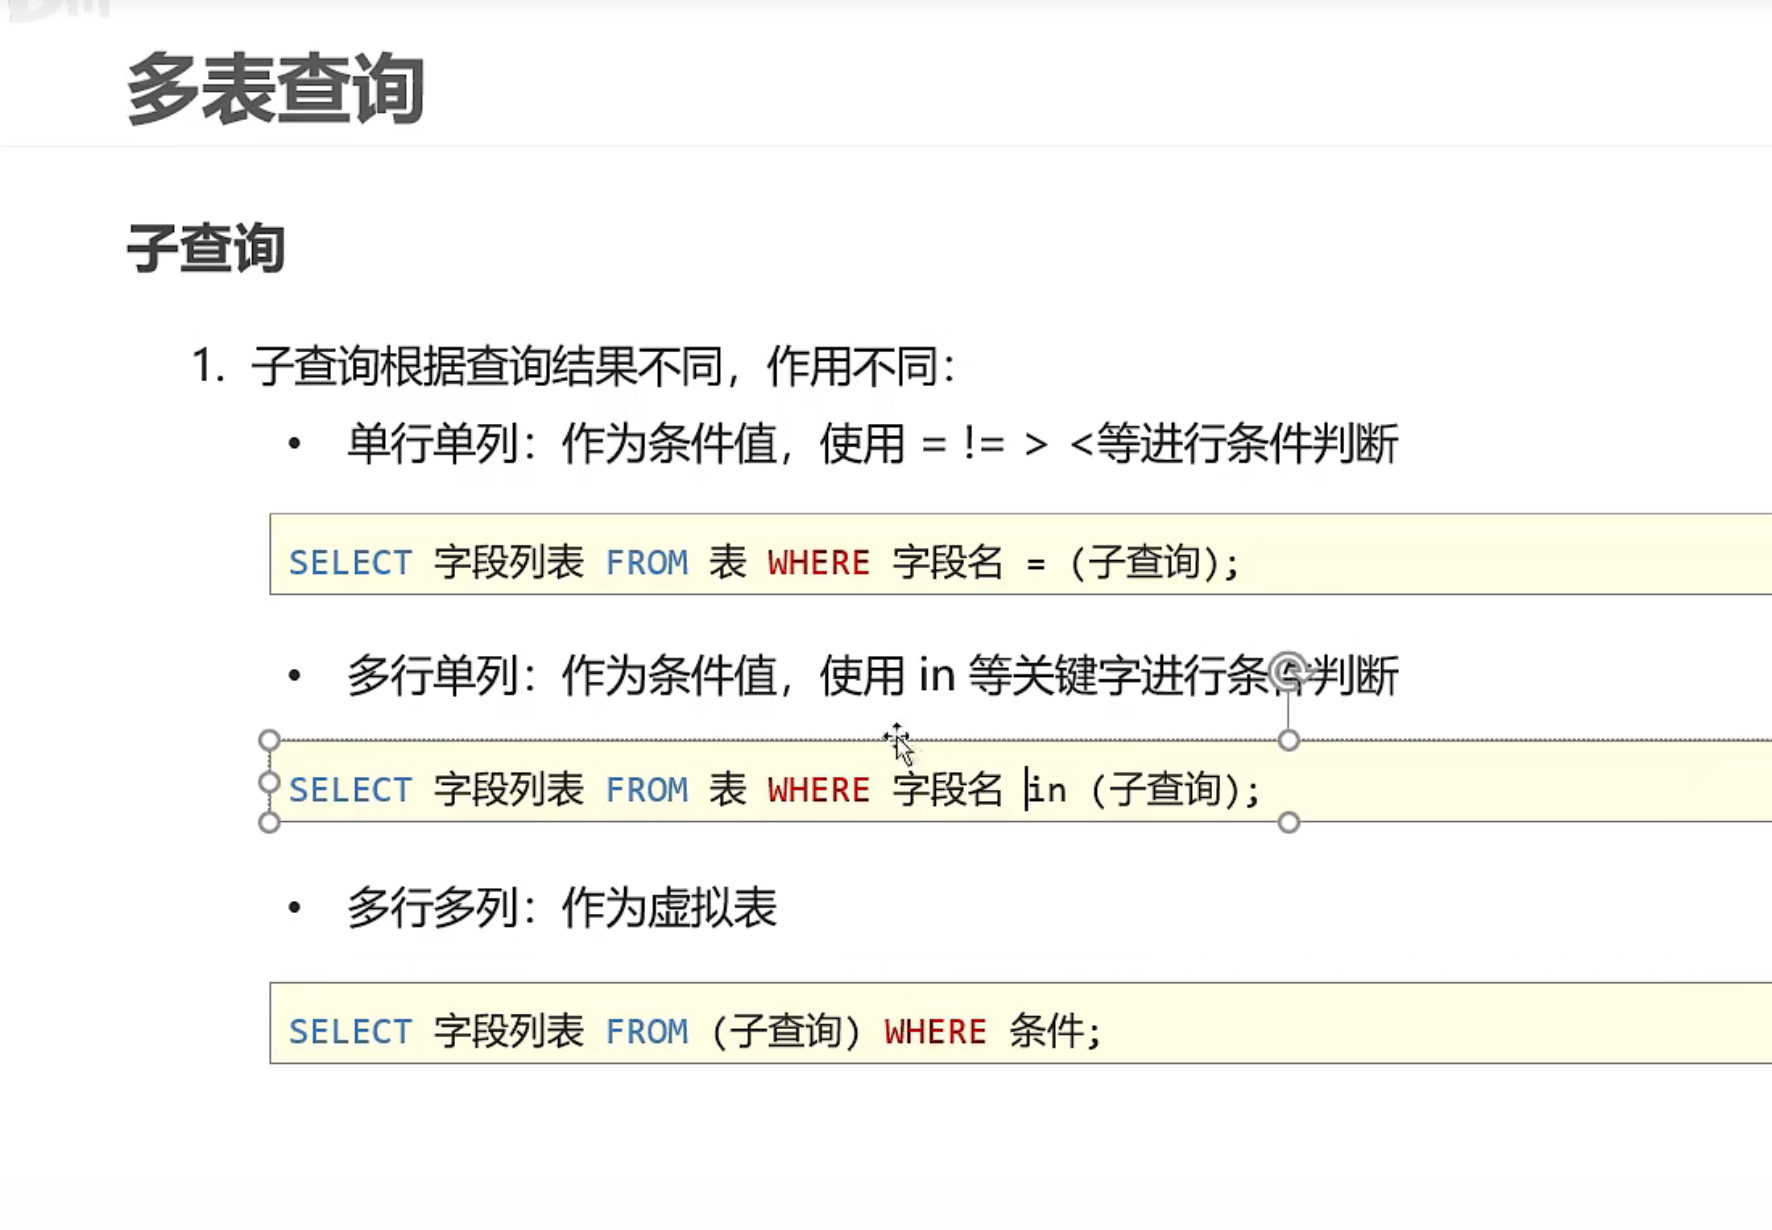 多表查询
子查询
1. 子查询根据查询结果不同，作用不同：
• 单行单列：作为条件值，使用 = != > <等进行条件判断
SELECT 字段列表 FROM 表 WHERE 字段名 = (子查询);
• 多行单列：作为条件值，使用 in 等关键字进行条件判断
SELECT 字段列表 FROM 表 WHERE 字段名 in (子查询);
• 多行多列：作为虚拟表
SELECT 字段列表 FROM (子查询) WHERE 条件;